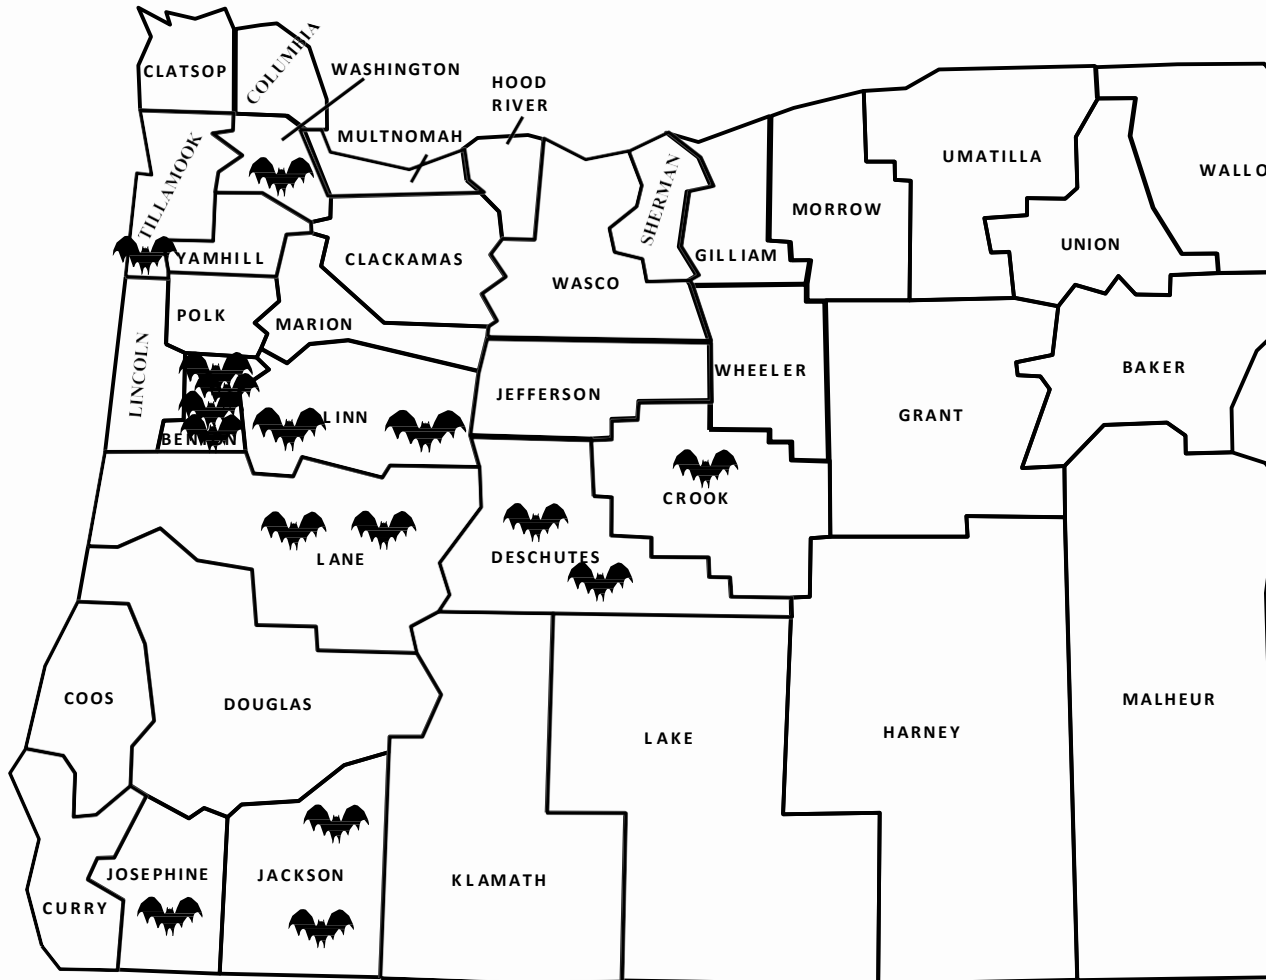 CLATSOP
COLUMBIA
WASHINGTON
HOOD
RIVER
MULTNOMAH
TILLAMOOK
SHERMAN
UMATILLA
WALLO
MORROW
UNION
YAMHILL
CLACKAMAS
GILLIAM
WASCO
POLK
MARION
LINCOLN
WHEELER
BAKER
JEFFERSON
LINN
GRANT
BENTON
CROOK
LANE
DESCHUTES
COOS
DOUGLAS
MALHEUR
LAKE
HARNEY
JOSEPHINE
JACKSON
KLAMATH
CURRY